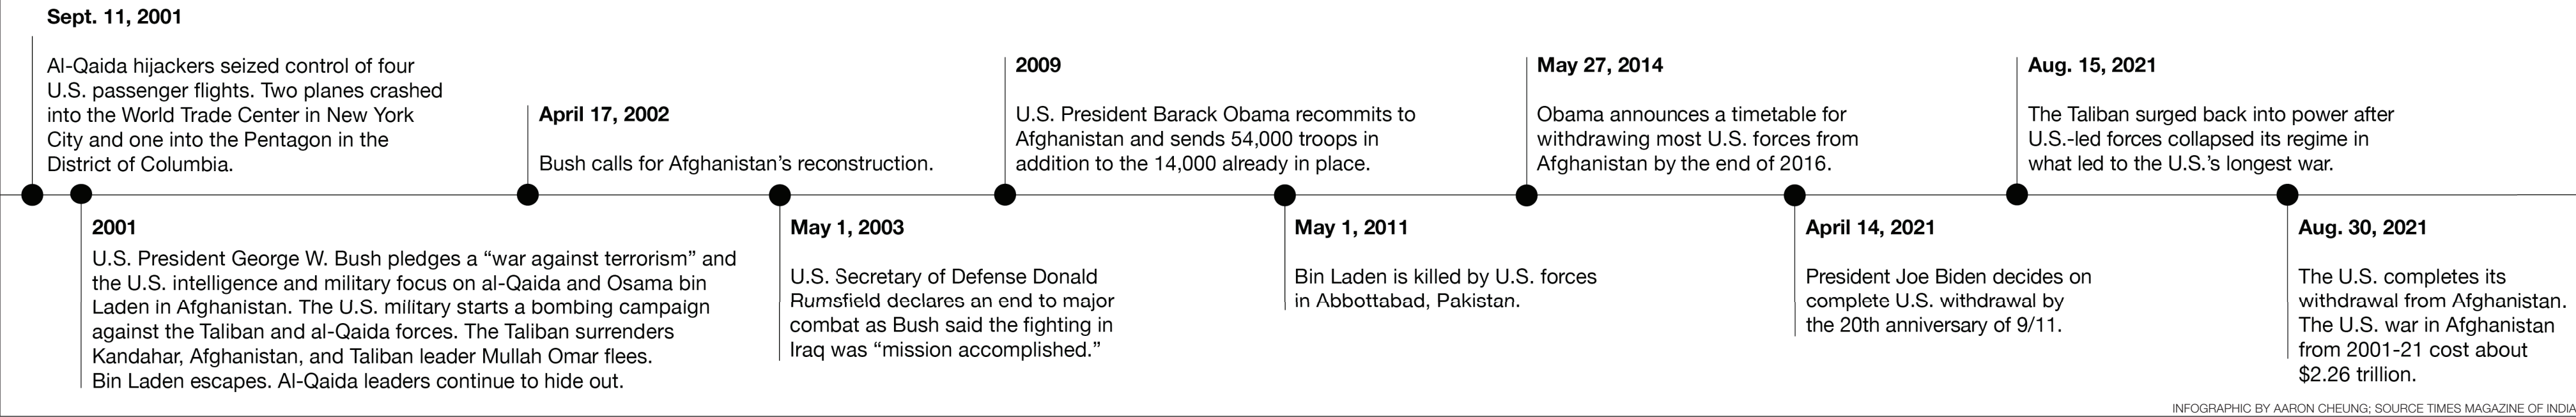 Sept. 11, 2001
Al-Qaida hijackers seized control of four
U.S. passenger flights. Two planes crashed
into the World Trade Center in New York
City and one into the Pentagon in the
District of Columbia.
2001
U.S. President George W. Bush pledges a “war against terrorism” and
the U.S. intelligence and military focus on al-Qaida and Osama bin
Laden in Afghanistan. The U.S. military starts a bombing campaign
against the Taliban and al-Qaida forces. The Taliban surrenders
Kandahar, Afghanistan, and Taliban leader Mullah Omar flees.
Bin Laden escapes. Al-Qaida leaders continue to hide out.
April 17, 2002
Bush calls for Afghanistan’s reconstruction.
May 1, 2003
U.S. Secretary of Defense Donald
Rumsfield declares an end to major
combat as Bush said the fighting in
Iraq was “mission accomplished.”
2009
U.S. President Barack Obama recommits to
Afghanistan and sends 54,000 troops in
addition to the 14,000 already in place.
May 1, 2011
Bin Laden is killed by U.S. forces
in Abbottabad, Pakistan.
May 27, 2014
Obama announces a timetable for
withdrawing most U.S. forces from
Afghanistan by the end of 2016.
April 14, 2021
President Joe Biden decides on
complete U.S. withdrawal by
the 20th anniversary of 9/11.
Aug. 15, 2021
The Taliban surged back into power after
U.S.-led forces collapsed its regime in
what led to the U.S.’s longest war.
Aug. 30, 2021
The U.S. completes its
withdrawal from Afghanistan.
The U.S. war in Afghanistan
from 2001-21 cost about
$2.26 trillion.
INFOGRAPHIC BY AARON CHEUNG; SOURCE TIMES MAGAZINE OF INDIA